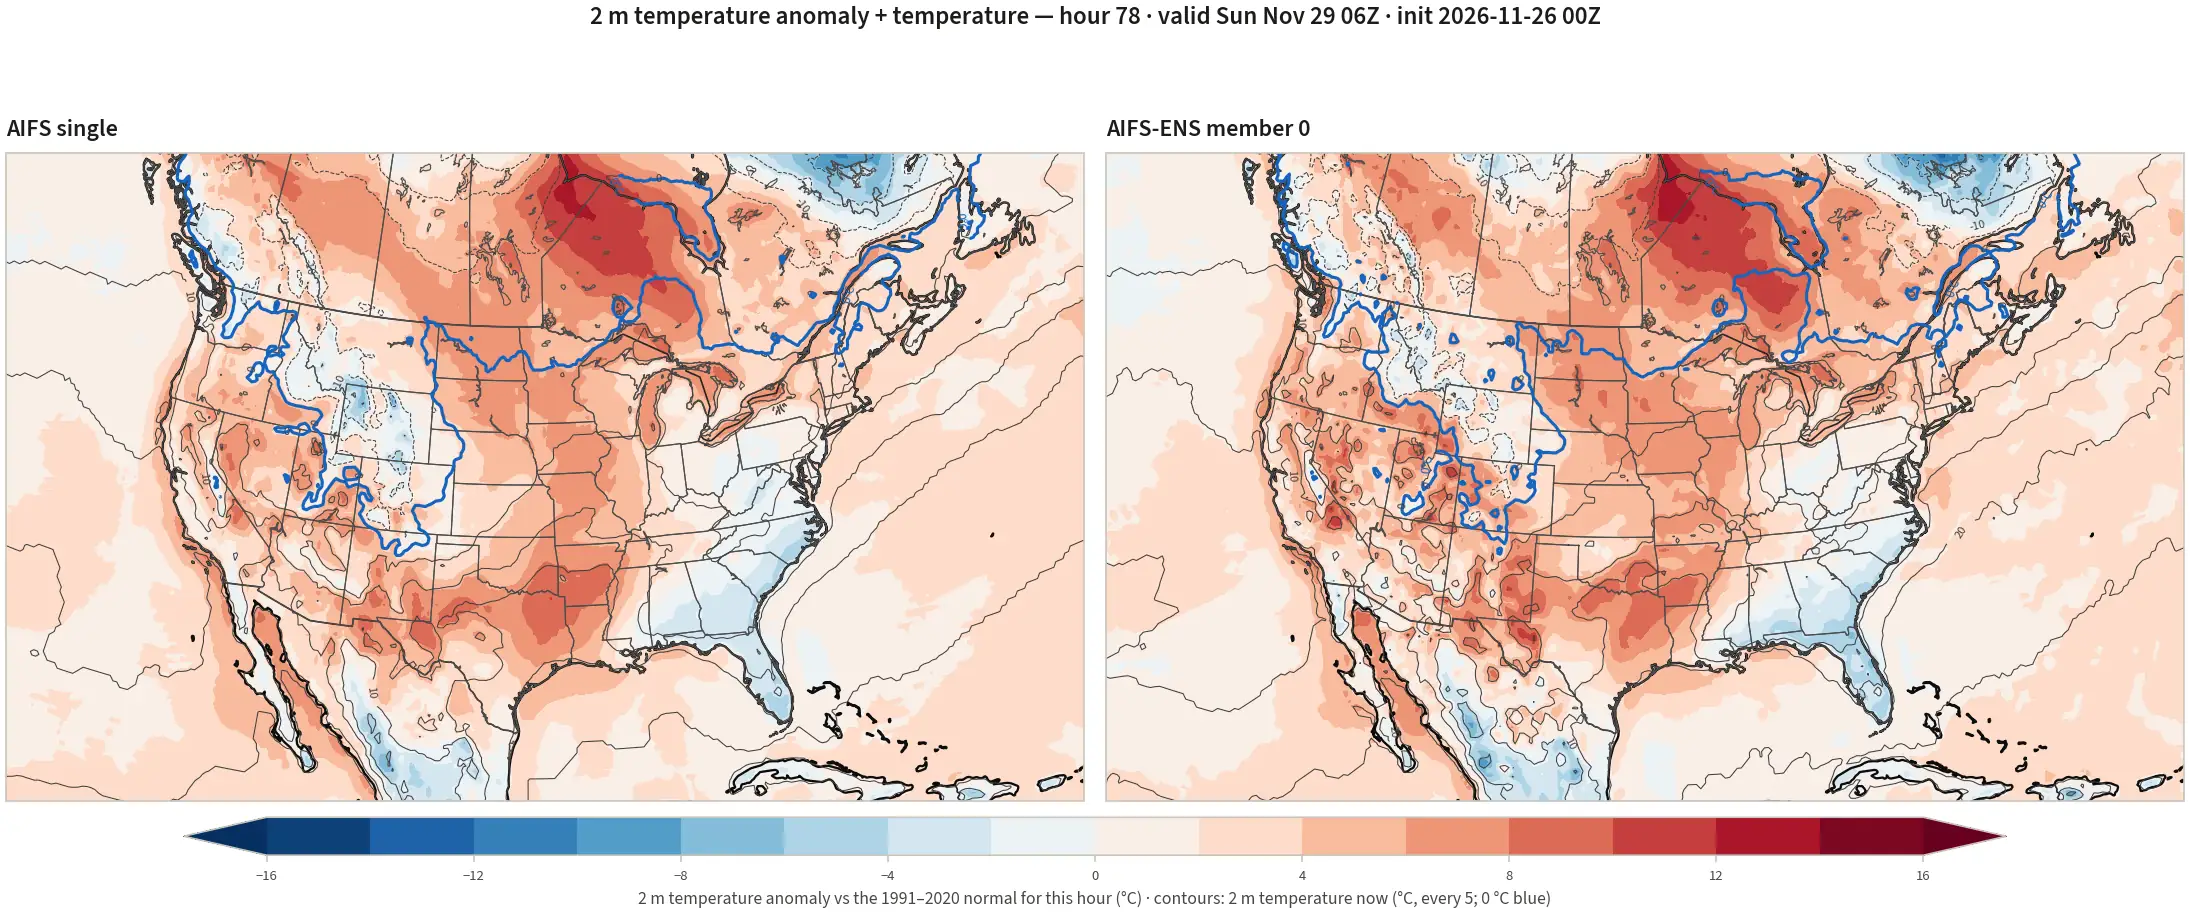 2 m temperature anomaly + temperature — hour 78 · valid Sun Nov 29 06Z · init 2026-11-26 00Z
AIFS single
AIFS-ENS member 0
−16 −12 −8 −4 0 4 8 12 16
2 m temperature anomaly vs the 1991–2020 normal for this hour (°C) · contours: 2 m temperature now (°C, every 5; 0 °C blue)